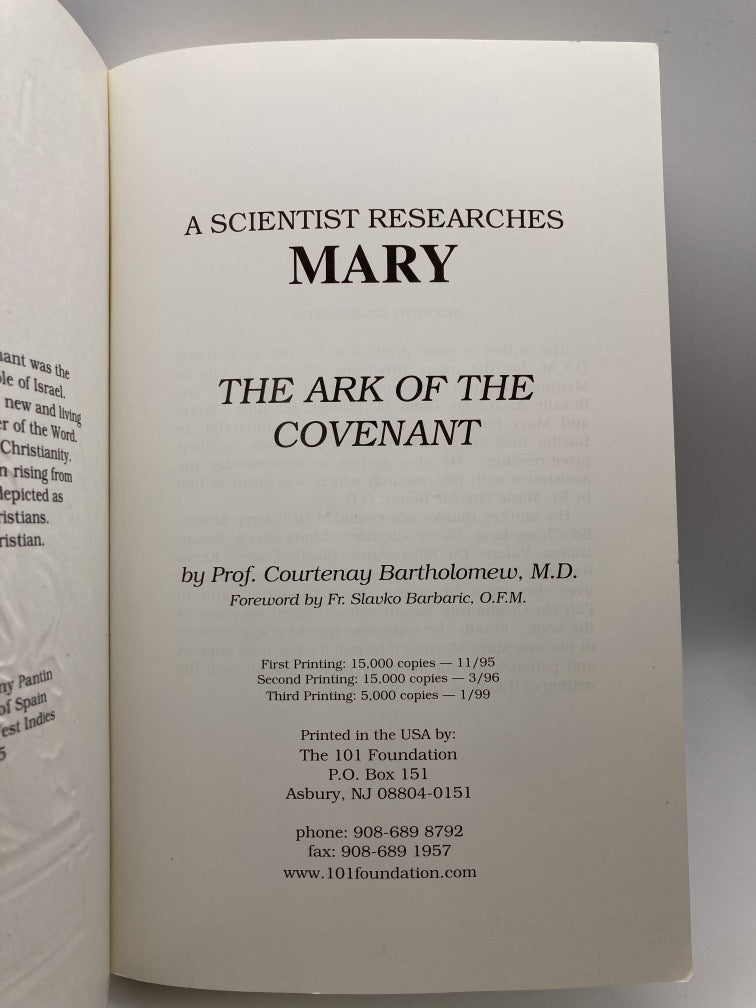 nant was the
le of Israel.
new and living
er of the Word.
Christianity.
n rising from
depicted as
ristians.
ristian.
ny Pantin
of Spain
est Indies
5
A SCIENTIST RESEARCHES
MARY
THE ARK OF THE
COVENANT
by Prof. Courtenay Bartholomew, M.D.
Foreword by Fr. Slavko Barbaric, O.F.M.
First Printing: 15,000 copies — 11/95
Second Printing: 15,000 copies — 3/96
Third Printing: 5,000 copies — 1/99
Printed in the USA by:
The 101 Foundation
P.O. Box 151
Asbury, NJ 08804-0151
phone: 908-689 8792
fax: 908-689 1957
www.101foundation.com